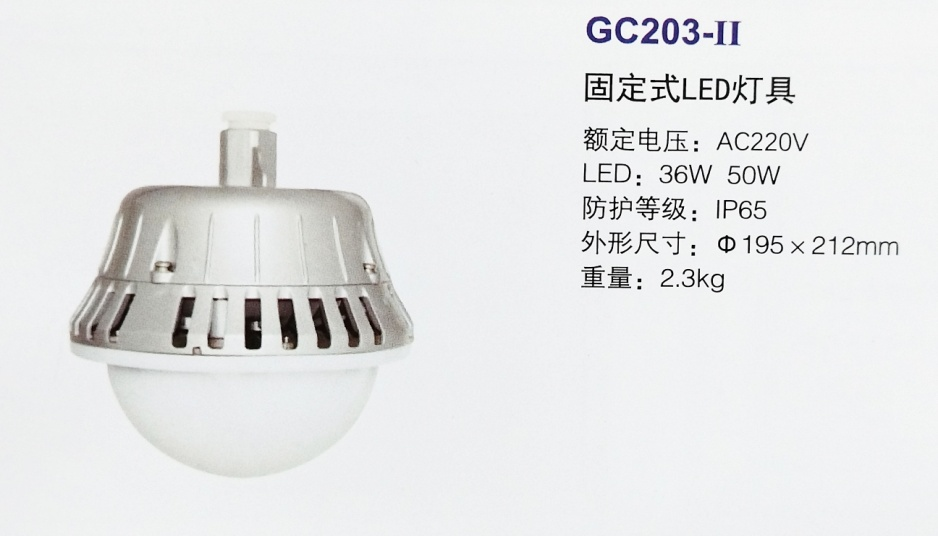 GC203-II
固定式LED灯具
额定电压：AC220V
LED：36W 50W
防护等级：IP65
外形尺寸：Φ195×212mm
重量：2.3kg